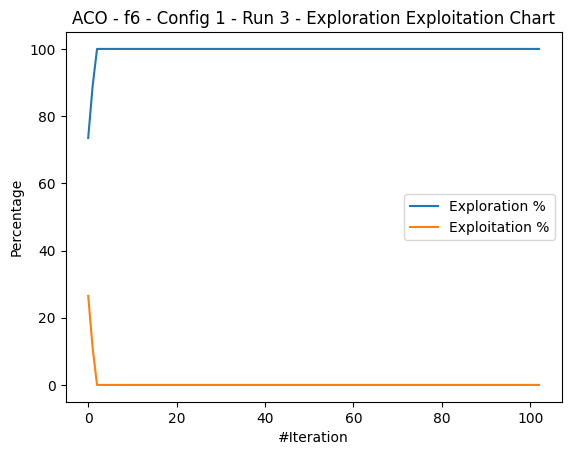 ACO - f6 - Config 1 - Run 3 - Exploration Exploitation Chart
100
80
60
40
20
0
Percentage
Exploration %
Exploitation %
0 20 40 60 80 100
#Iteration